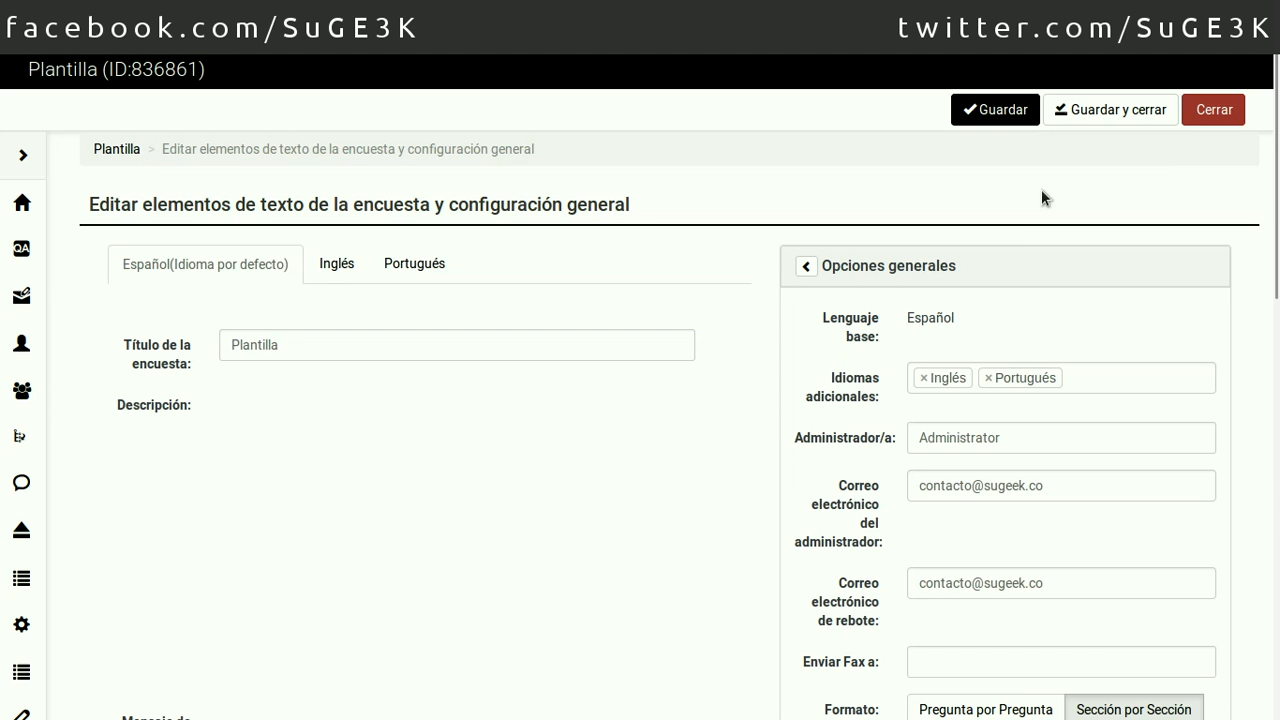 facebook.com/SuGE3K
twitter.com/SuGE3K
Plantilla (ID:836861)
Guardar
Guardar y cerrar
Cerrar
Plantilla > Editar elementos de texto de la encuesta y configuración general
QA
Editar elementos de texto de la encuesta y configuración general
Español(Idioma por defecto)
Inglés
Portugués
Título de la
encuesta:
Plantilla
Descripción:
Opciones generales
Lenguaje
base:
Español
Idiomas
adicionales:
×Inglés ×Portugués
Administrador/a:
Administrator
Correo
electrónico
del
administrador:
contacto@sugeek.co
Correo
electrónico
de rebote:
contacto@sugeek.co
Enviar Fax a:
Formato:
Pregunta por Pregunta
Sección por Sección
Mensaje de